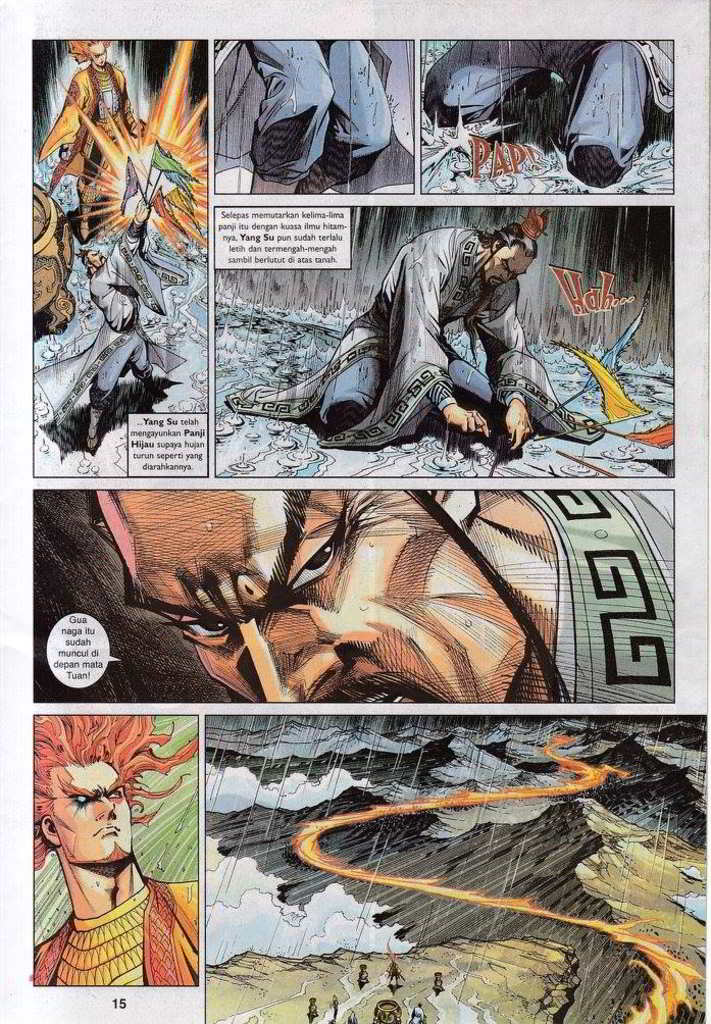 ..Yang Su telah
mengayunkan Panji
Hijau supaya hujan
turun seperti yang
diarahkannya.
PAP!
Selepas memutarkan kelima-lima
panji itu dengan kuasa ilmu hitam-
nya, Yang Su pun sudah terlalu
letih dan termengah-mengah
sambil berlutut di atas tanah.
Hah...
Gua
naga itu
sudah
muncul di
depan mata
Tuan!
15